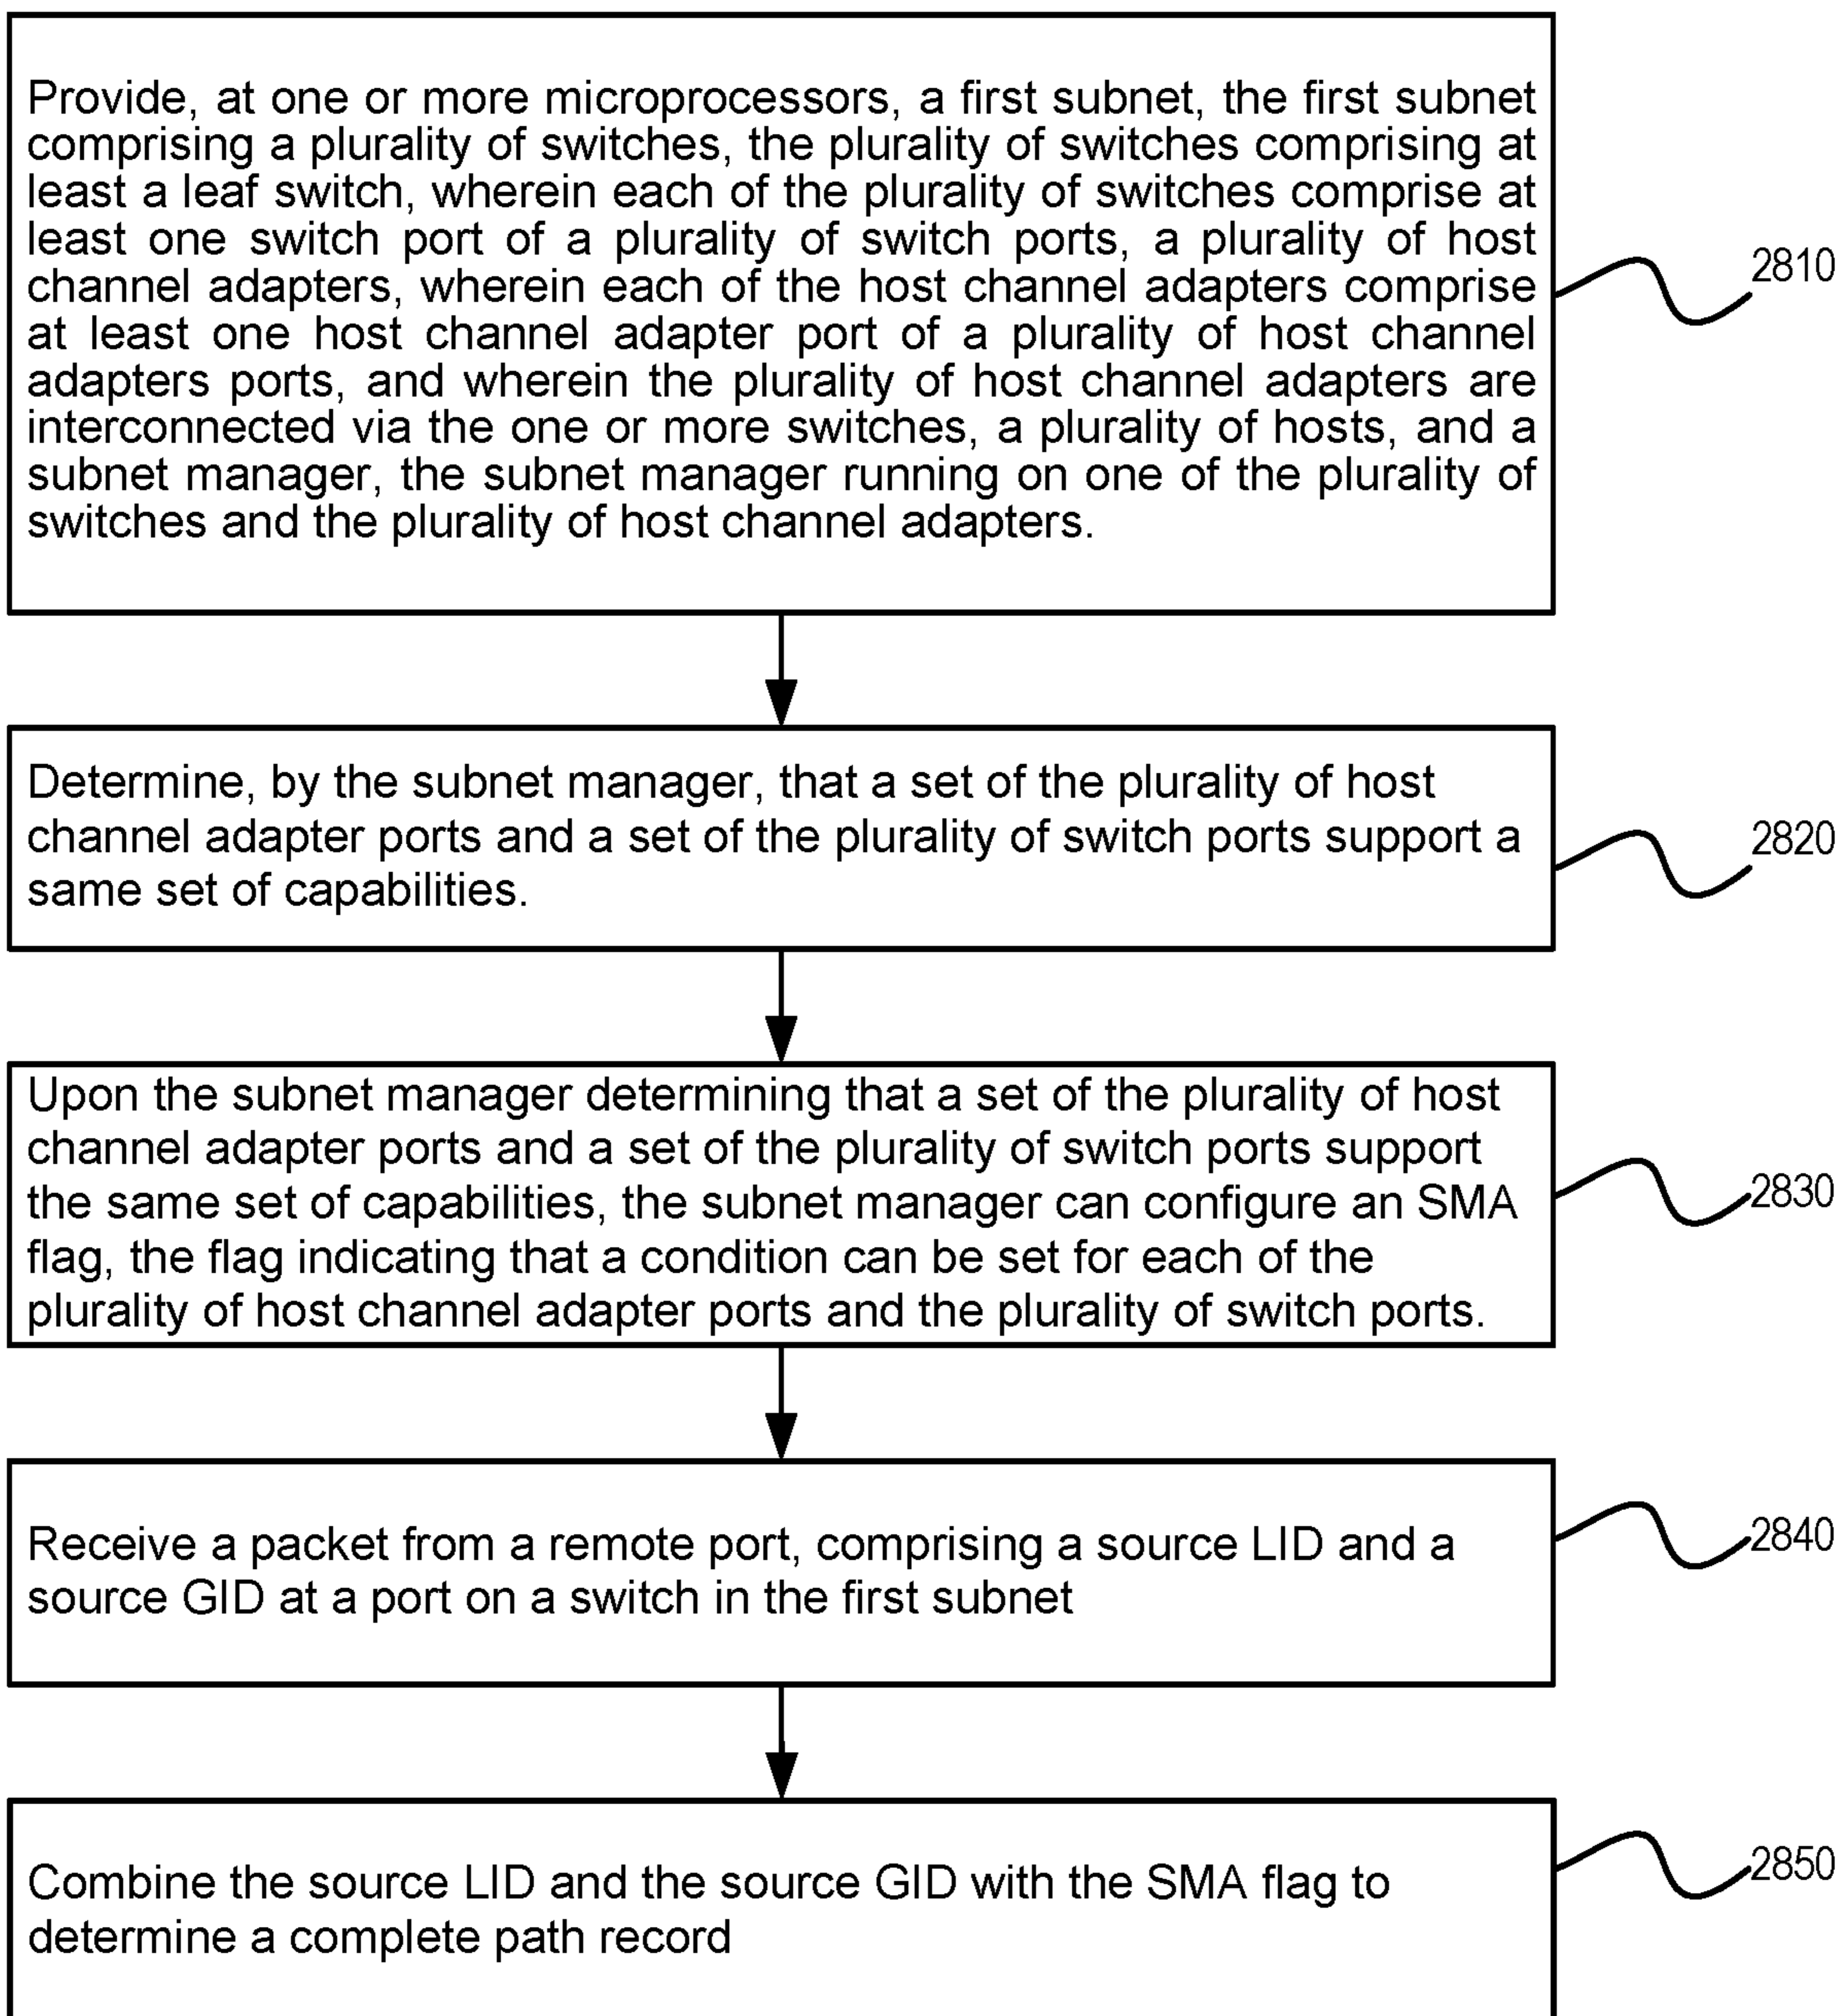 Provide, at one or more microprocessors, a first subnet, the first subnet
comprising a plurality of switches, the plurality of switches comprising at
least a leaf switch, wherein each of the plurality of switches comprise at
least one switch port of a plurality of switch ports, a plurality of host
channel adapters, wherein each of the host channel adapters comprise
at least one host channel adapter port of a plurality of host channel
adapters ports, and wherein the plurality of host channel adapters are
interconnected via the one or more switches, a plurality of hosts, and a
subnet manager, the subnet manager running on one of the plurality of
switches and the plurality of host channel adapters.
2810
Determine, by the subnet manager, that a set of the plurality of host
channel adapter ports and a set of the plurality of switch ports support a
same set of capabilities.
2820
Upon the subnet manager determining that a set of the plurality of host
channel adapter ports and a set of the plurality of switch ports support
the same set of capabilities, the subnet manager can configure an SMA
flag, the flag indicating that a condition can be set for each of the
plurality of host channel adapter ports and the plurality of switch ports.
2830
Receive a packet from a remote port, comprising a source LID and a
source GID at a port on a switch in the first subnet
2840
Combine the source LID and the source GID with the SMA flag to
determine a complete path record
2850